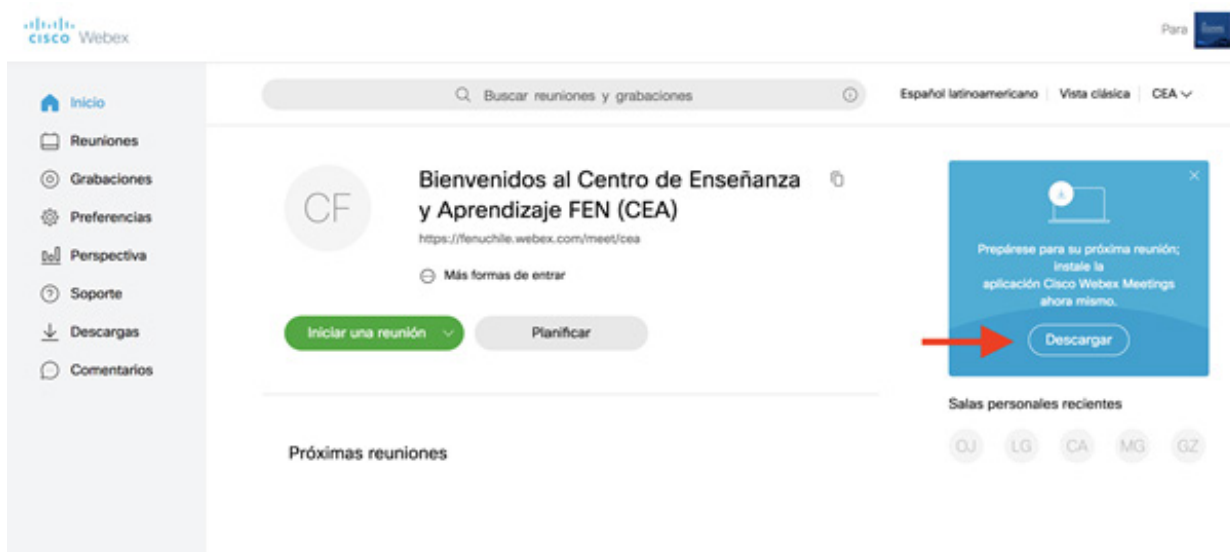 CISCO Webex
Para
Inicio
Reuniones
Grabaciones
Preferencias
Perspectiva
Soporte
Descargas
Comentarios
Buscar reuniones y grabaciones
Español latinoamericano
Vista clásica
CEA
CF
Bienvenidos al Centro de Enseñanza
y Aprendizaje FEN (CEA)
https://fenuchile.webex.com/meet/cea
Más formas de entrar
Iniciar una reunión
Planificar
Próximas reuniones
Prepárese para su próxima reunión;
instale la
aplicación Cisco Webex Meetings
ahora mismo.
Descargar
Salas personales recientes
OJ
LG
CA
MG
GZ